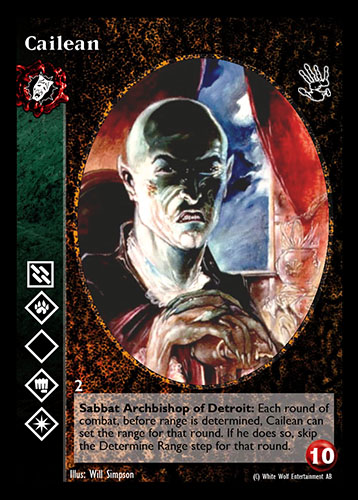 Cailean
2
Sabbat Archbishop of Detroit: Each round of
combat, before range is determined, Cailean can
set the range for that round. If he does so, skip
the Determine Range step for that round.
10
Illus: Will Simpson
(C) White Wolf Entertainment AB